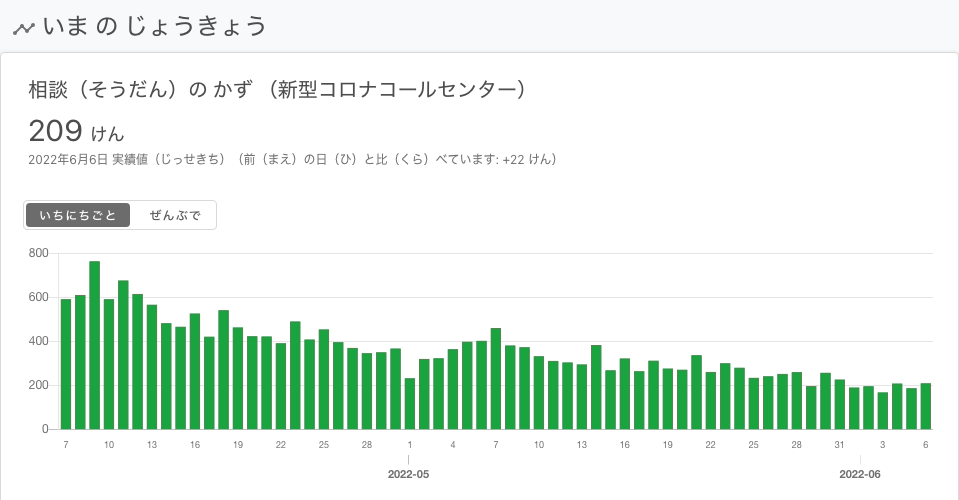 いま の じょうきょう
相談（そうだん）の かず （新型コロナコールセンター）
209 けん
2022年6月6日 実績値（じっせきち）（前（まえ）の日（ひ）と比（くら）べています: +22 けん）
いちにちごと ぜんぶで
800
600
400
200
0
7 10 13 16 19 22 25 28 1 4 7 10 13 16 19 22 25 28 31 3 6
2022-05 2022-06